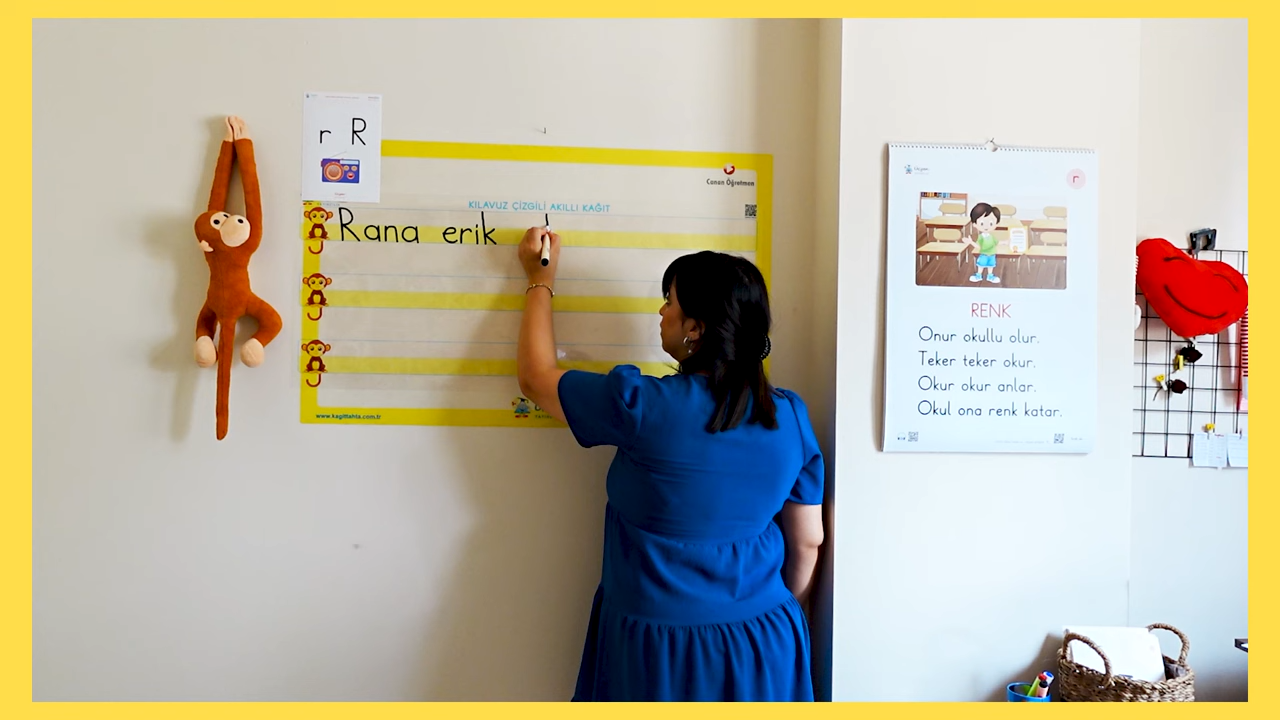 r R
Canan Öğretmen
KILAVUZ ÇİZGİLİ AKILLI KAĞIT
Rana erik
www.kagittahta.com.tr
r
RENK
Onur okullu olur.
Teker teker okur.
Okur okur anlar.
Okul ona renk katar.